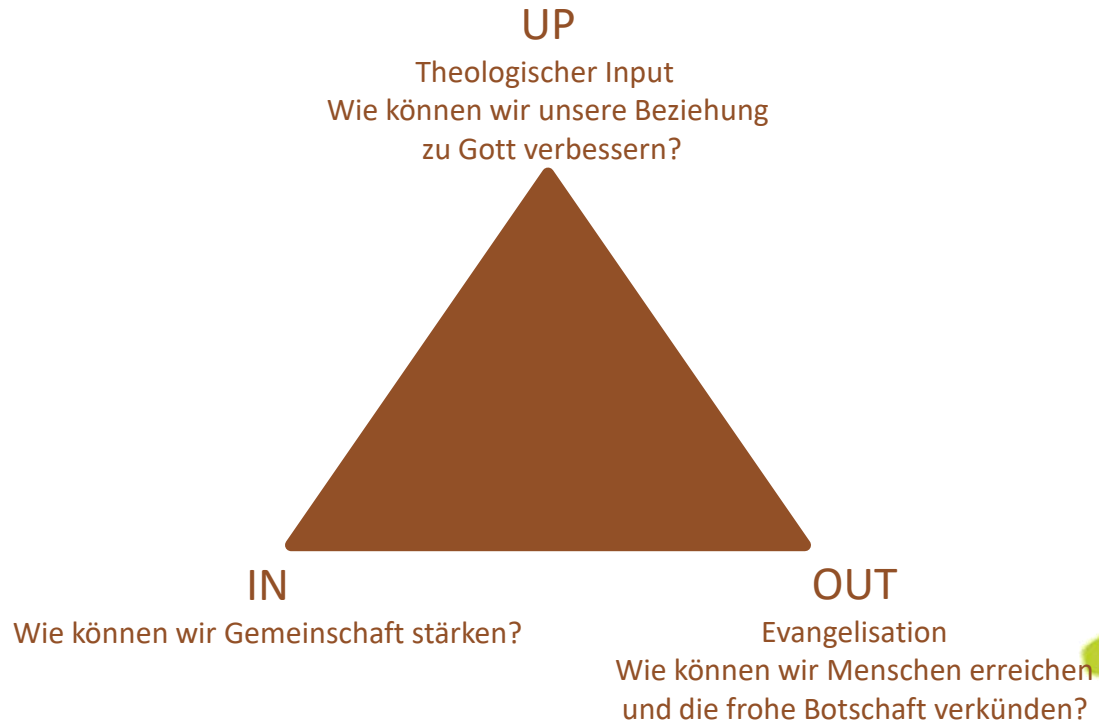 UP
Theologischer Input
Wie können wir unsere Beziehung
zu Gott verbessern?
IN
Wie können wir Gemeinschaft stärken?
OUT
Evangelisation
Wie können wir Menschen erreichen
und die frohe Botschaft verkünden?